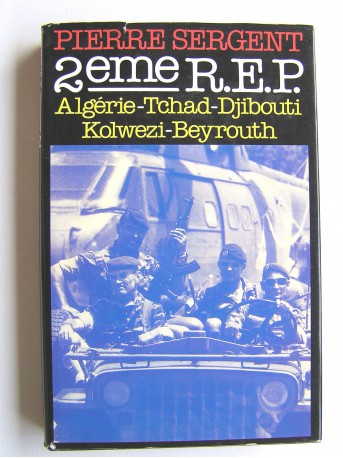 PIERRE SERGENT
2eme R.E.P.
Algérie-Tchad-Djibouti
Kolwezi-Beyrouth